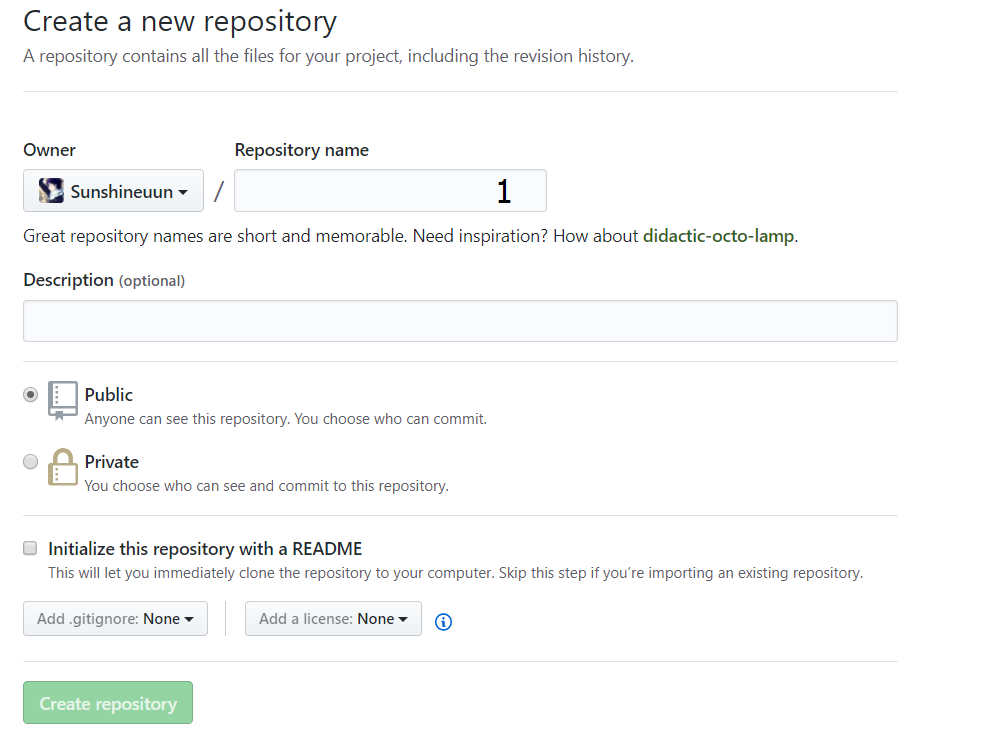 Create a new repository
A repository contains all the files for your project, including the revision history.
Owner
Repository name
Sunshineuun
/
1
Great repository names are short and memorable. Need inspiration? How about didactic-octo-lamp.
Description (optional)
Public
Anyone can see this repository. You choose who can commit.
Private
You choose who can see and commit to this repository.
Initialize this repository with a README
This will let you immediately clone the repository to your computer. Skip this step if you’re importing an existing repository.
Add .gitignore: None
Add a license: None
Create repository